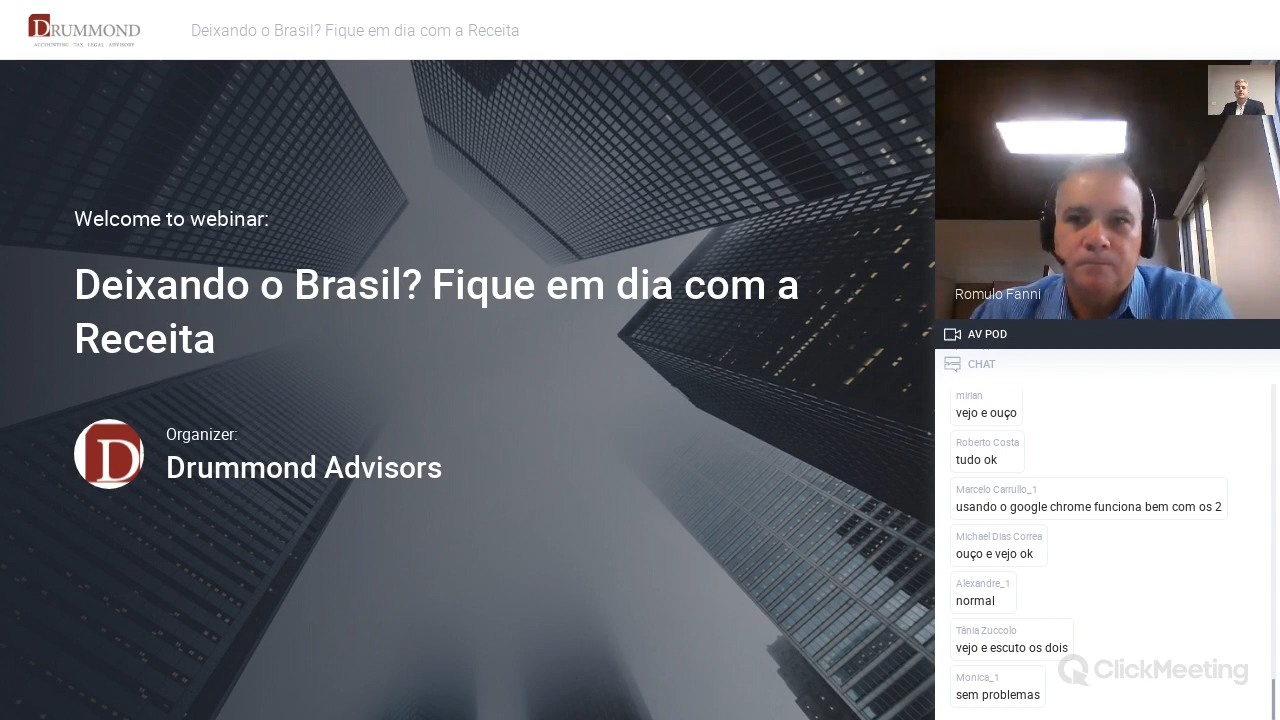 DRUMMOND
ACCOUNTING TAX LEGAL ADVISORY
Deixando o Brasil? Fique em dia com a Receita
Welcome to webinar:
Deixando o Brasil? Fique em dia com a
Receita
Organizer:
D
Drummond Advisors
Romulo Fanni
AV POD
CHAT
mirian
vejo e ouço
Roberto Costa
tudo ok
Marcelo Carrullo_1
usando o google chrome funciona bem com os 2
Michael Dias Correa
ouço e vejo ok
Alexandre_1
normal
Tânia Zuccolo
vejo e escuto os dois
Monica_1
sem problemas
ClickMeeting